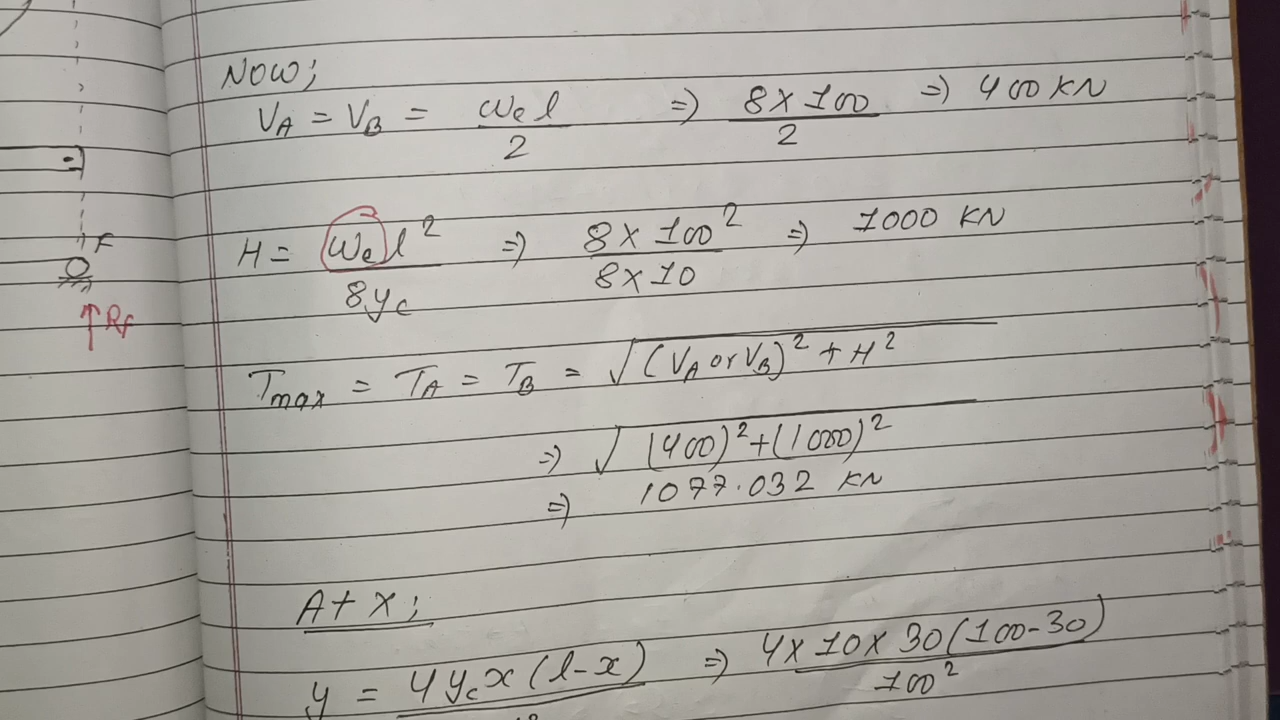 F
↑ RF
NOW;
VA = VB = wel / 2 ⇒ 8 × 100 / 2 ⇒ 400 KN
H = wel² / 8yc ⇒ 8 × 100² / 8 × 10 ⇒ 1000 KN
Tmax = TA = TB = √(VA or VB)² + H²
⇒ √(400)² + (1000)²
⇒ 1077.032 KN
At X;
y = 4ycx(l-x) / l² ⇒ 4 × 10 × 30(100-30) / 100²